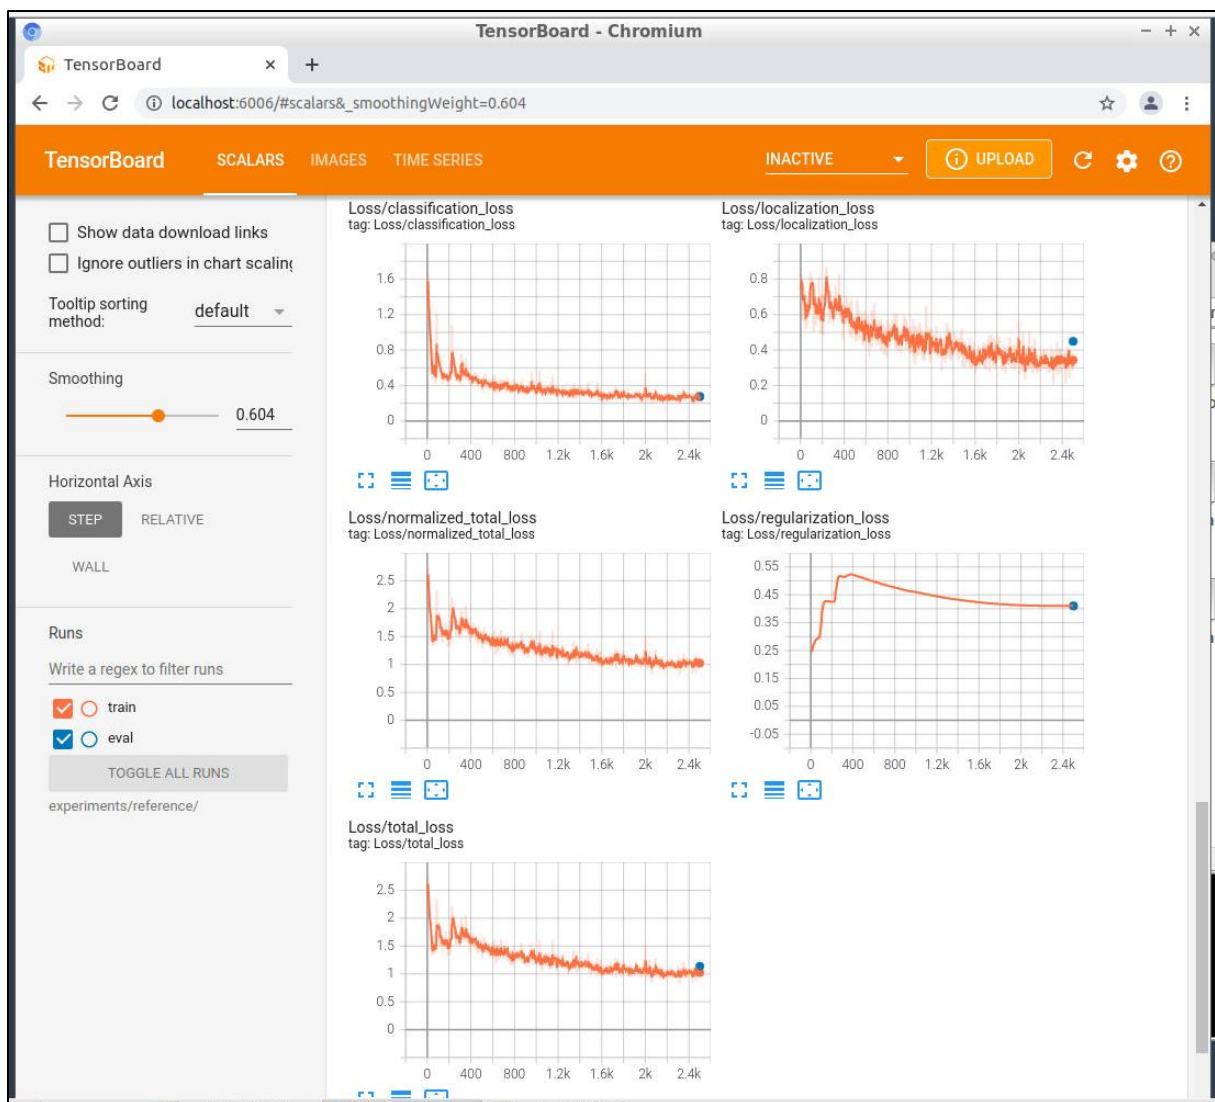 TensorBoard - Chromium
TensorBoard
localhost:6006/#scalars&_smoothingWeight=0.604
TensorBoard SCALARS IMAGES TIME SERIES INACTIVE UPLOAD
Show data download links
Ignore outliers in chart scaling
Tooltip sorting
method:
default
Smoothing
0.604
Horizontal Axis
STEP RELATIVE
WALL
Runs
Write a regex to filter runs
train
eval
TOGGLE ALL RUNS
experiments/reference/
Loss/classification_loss
tag: Loss/classification_loss
1.6
1.2
0.8
0.4
0
0 400 800 1.2k 1.6k 2k 2.4k
Loss/localization_loss
tag: Loss/localization_loss
0.8
0.6
0.4
0.2
0
0 400 800 1.2k 1.6k 2k 2.4k
Loss/normalized_total_loss
tag: Loss/normalized_total_loss
2.5
2
1.5
1
0.5
0
0 400 800 1.2k 1.6k 2k 2.4k
Loss/regularization_loss
tag: Loss/regularization_loss
0.55
0.45
0.35
0.25
0.15
0.05
-0.05
0 400 800 1.2k 1.6k 2k 2.4k
Loss/total_loss
tag: Loss/total_loss
2.5
2
1.5
1
0.5
0
0 400 800 1.2k 1.6k 2k 2.4k